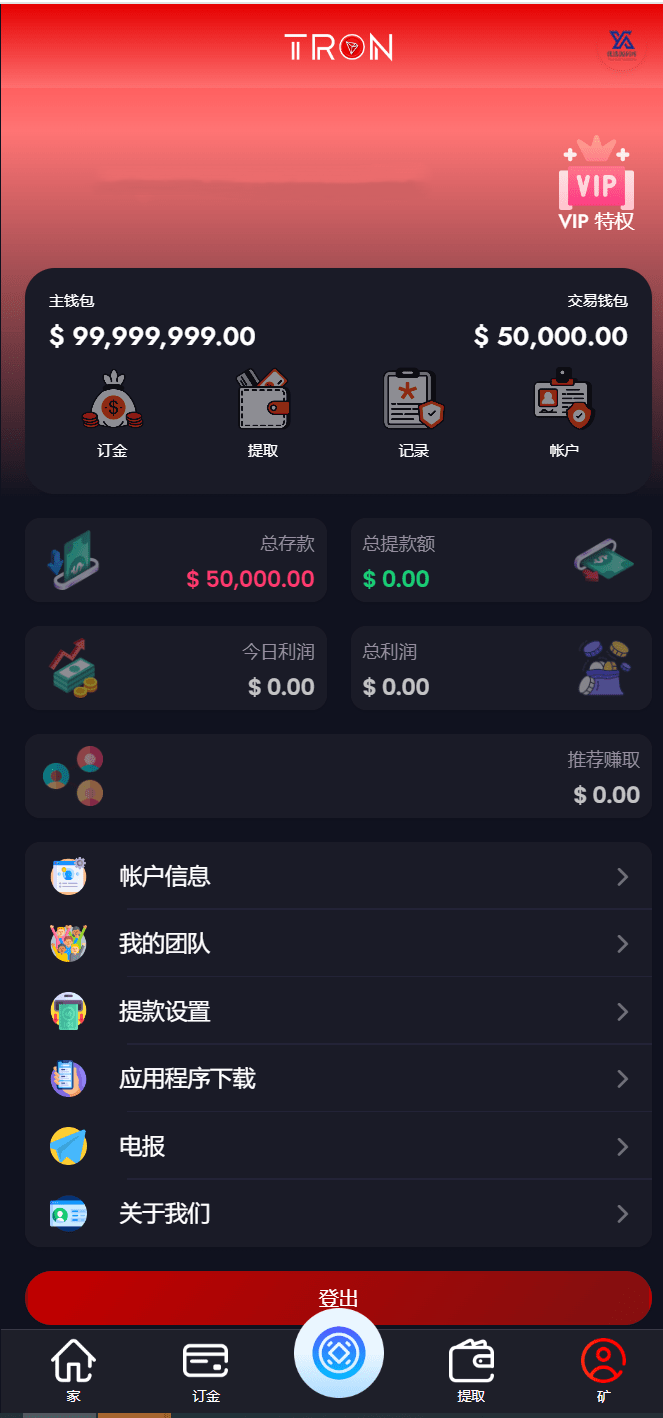 TRON
VIP
VIP 特权
主钱包
交易钱包
$ 99,999,999.00
$ 50,000.00
订金
提取
记录
帐户
总存款
$ 50,000.00
总提款额
$ 0.00
今日利润
$ 0.00
总利润
$ 0.00
推荐赚取
$ 0.00
帐户信息
我的团队
提款设置
应用程序下载
电报
关于我们
登出
家
订金
提取
矿